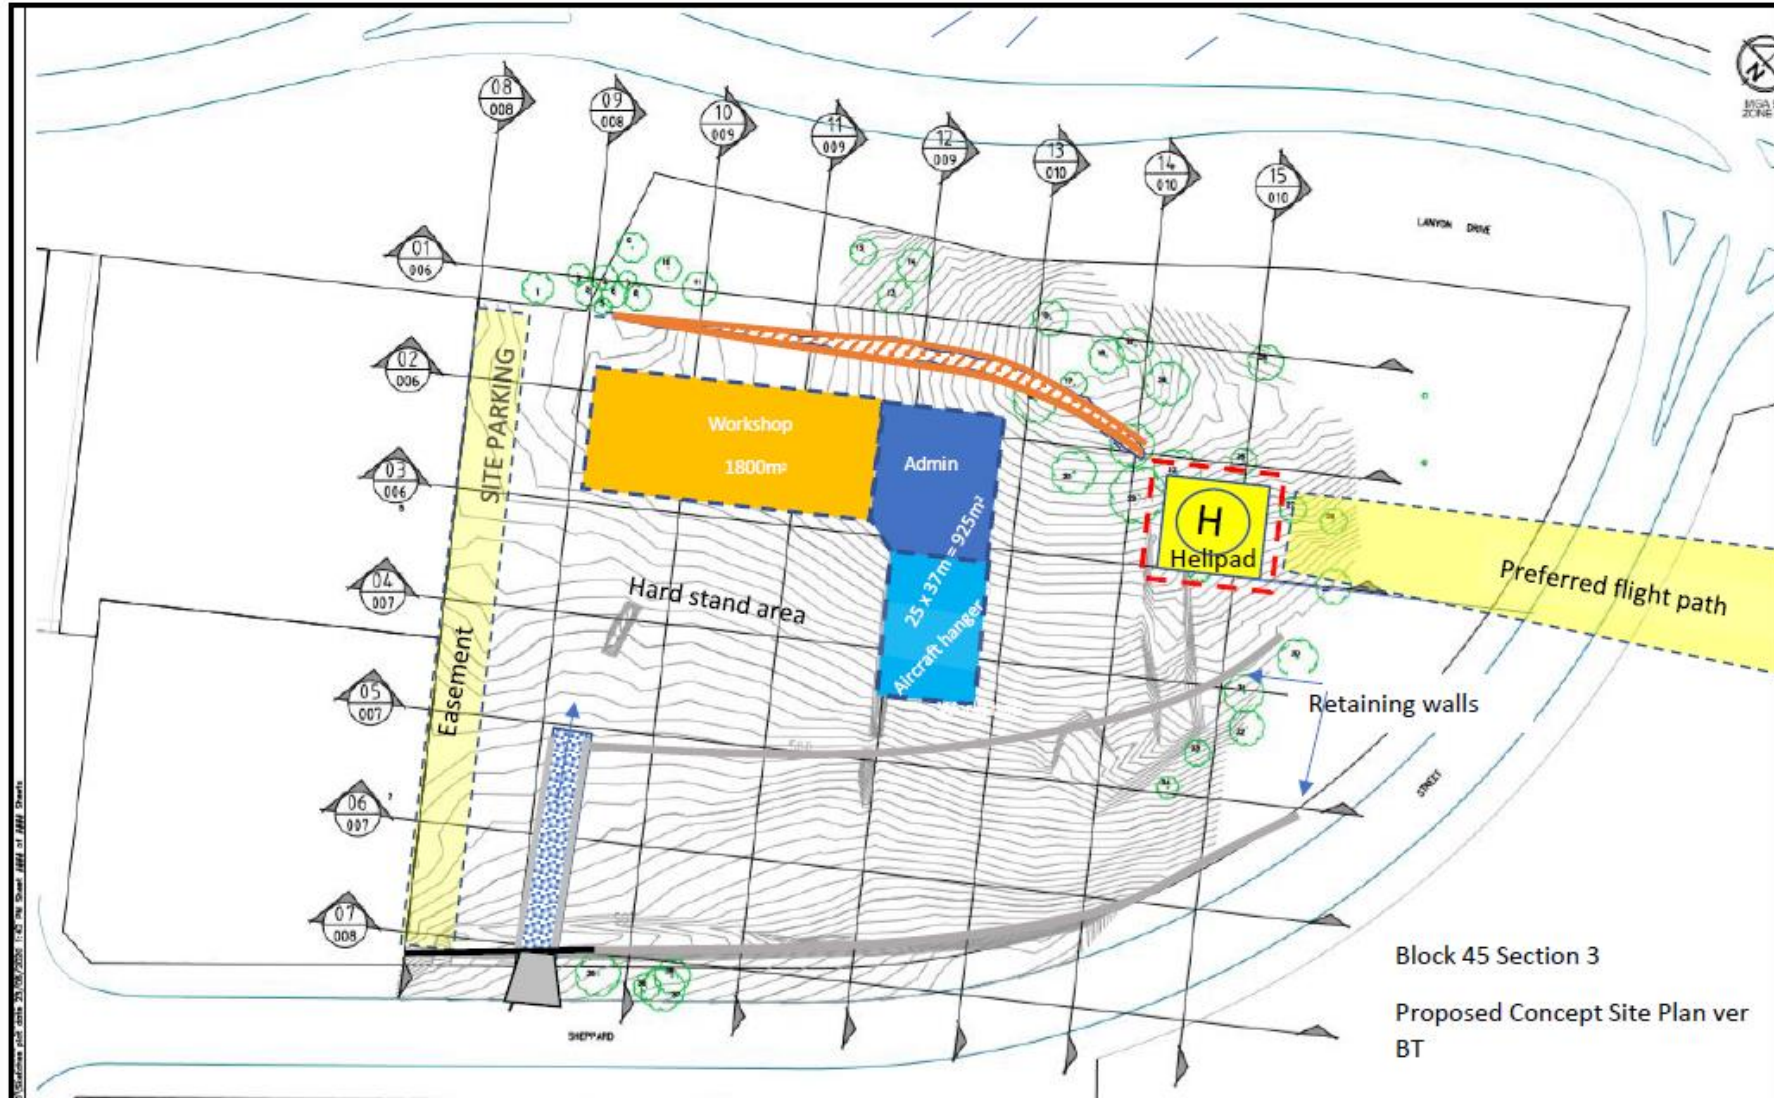 08
008
09
008
10
009
11
009
12
009
13
010
14
010
15
010
N
MGA
ZONE
LANYON DRIVE
01
006
02
006
03
006
04
007
05
007
06
007
07
008
SITE PARKING
Easement
Workshop
1800m²
Admin
25 x 37m = 925m²
Aircraft hanger
Hard stand area
H
Helipad
Preferred flight path
Retaining walls
STREET
SHEPPARD
Block 45 Section 3
Proposed Concept Site Plan ver
BT